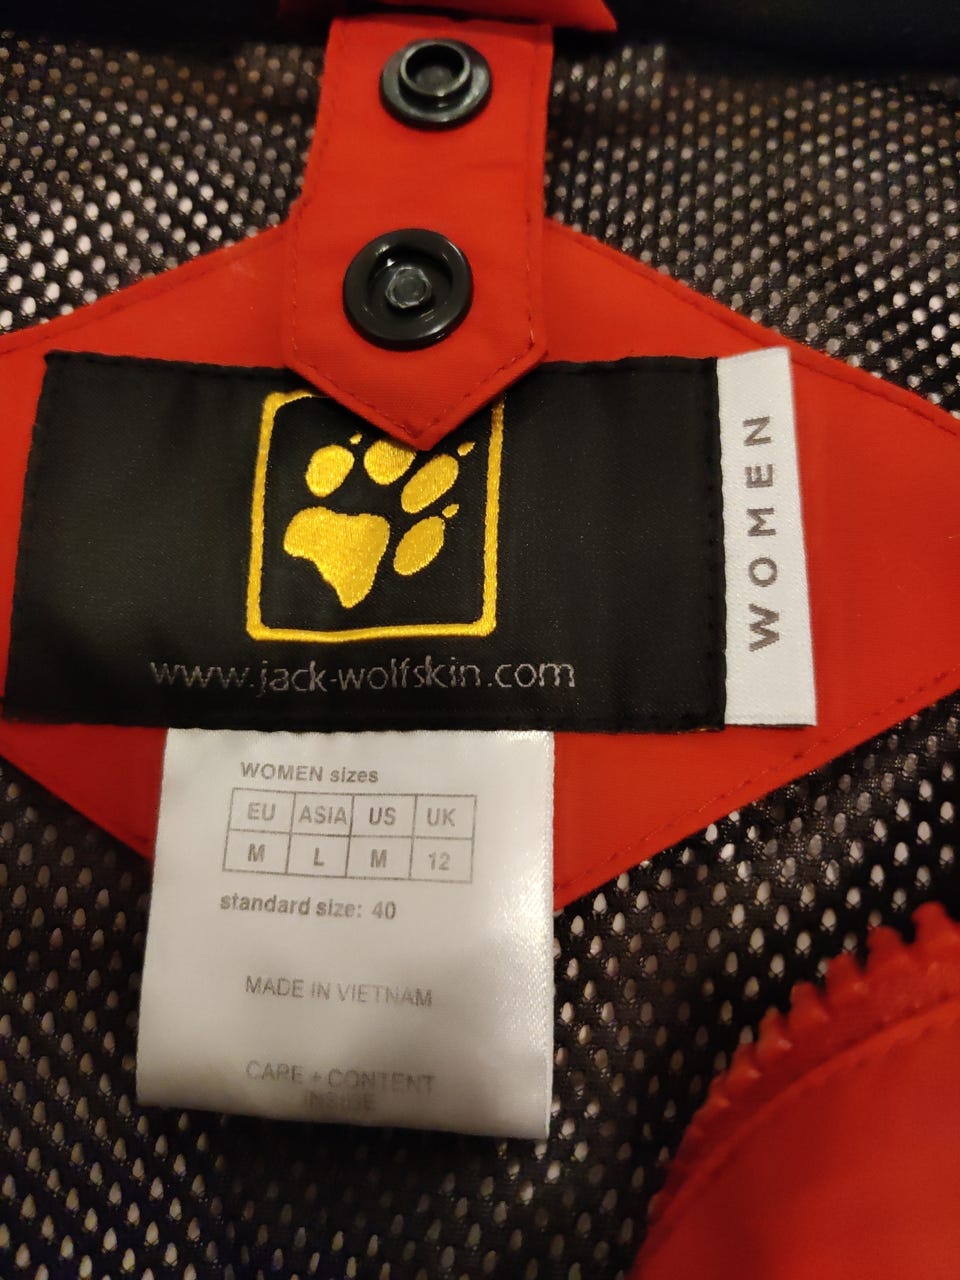 www.jack-wolfskin.com
WOMEN
WOMEN sizes
EU ASIA US UK
M L M 12
standard size: 40
MADE IN VIETNAM
CARE + CONTENT
INSIDE